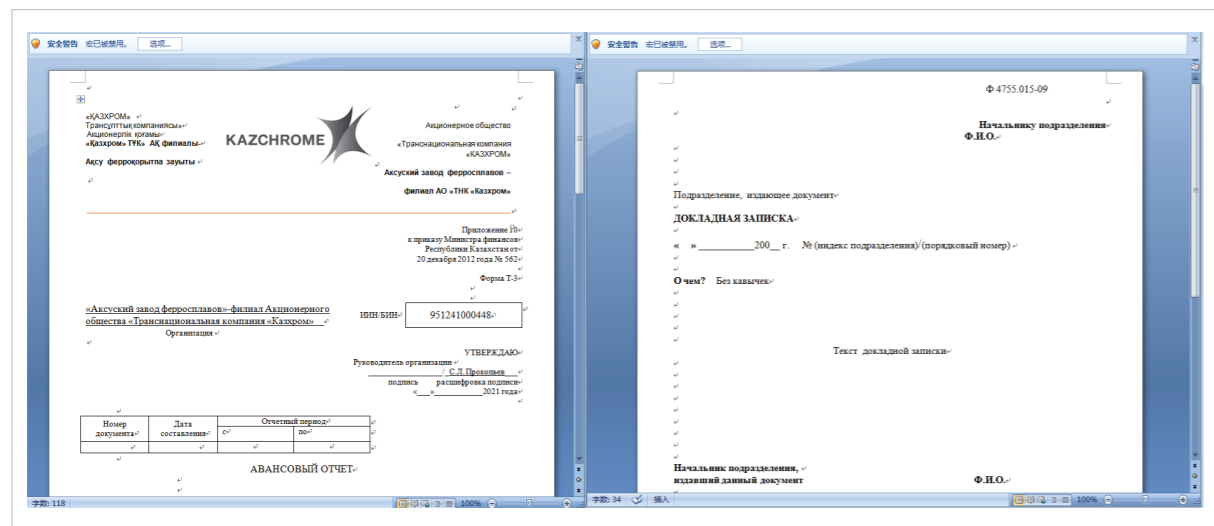 安全警告 宏已被禁用。 选项...
«ҚАЗХРОМ»
Трансұлттық компаниясы»
Акционерлік қоғамы
«Қазхром» ТҰК» АҚ филиалы-
Ақсу ферроқорытпа зауыты
KAZCHROME
Акционерное общество
«Транснациональная компания
«КАЗХРОМ»
Аксуский завод ферросплавов –
филиал АО «ТНК «Казхром»
Приложение 10
к приказу Министра финансов
Республики Казахстан от
20 декабря 2012 года № 562
Форма Т-3
«Аксуский завод ферросплавов»-филиал Акционерного
общества «Транснациональная компания «Казхром»
Организация
ИИН/БИН
951241000448
УТВЕРЖДАЮ
Руководитель организации
____________________/ С.Л. Прокопьев
подпись расшифровка подписи
«___»__________2021 года
Номер документа
Дата составления
Отчетный период
с
по
АВАНСОВЫЙ ОТЧЕТ
字数: 118
100%
安全警告 宏已被禁用。 选项...
Ф 4755.015-09
Начальнику подразделения
Ф.И.О.
Подразделение, издающее документ
ДОКЛАДНАЯ ЗАПИСКА
« »___________200__ г. № (индекс подразделения)/(порядковый номер)
О чем? Без кавычек
Текст докладной записки
Начальник подразделения,
издавший данный документ Ф.И.О.
字数: 34 插入
100%